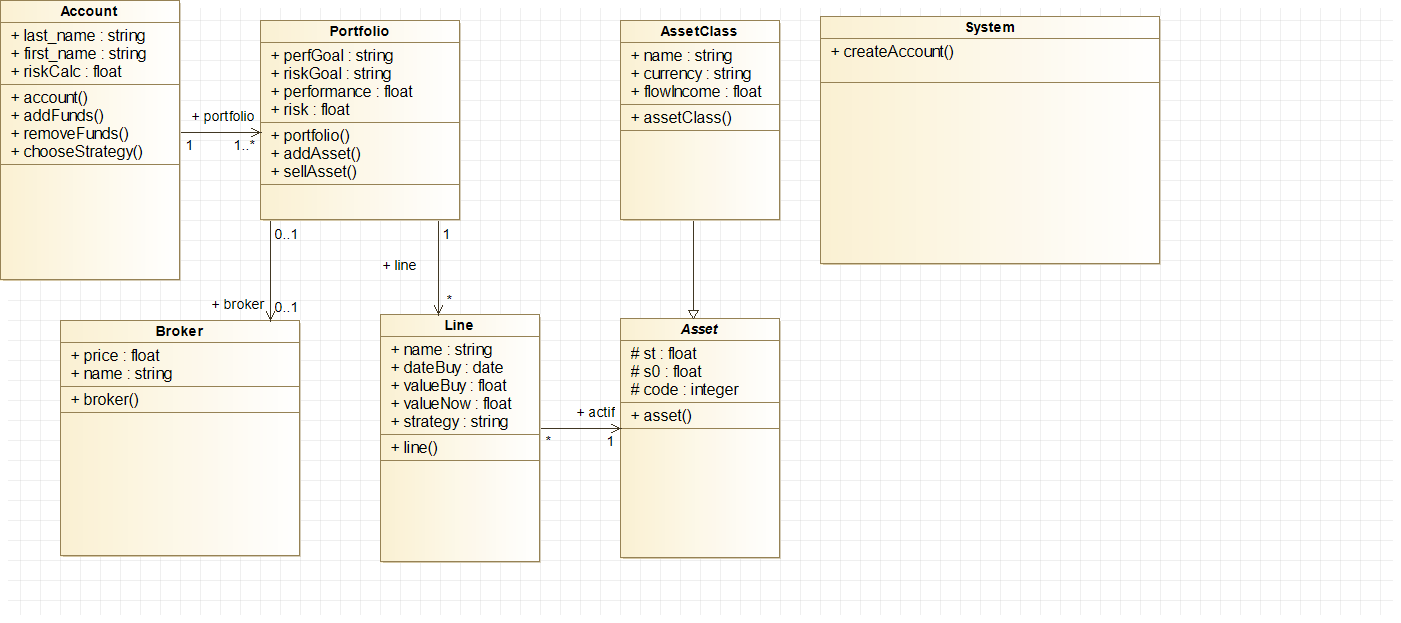 Account
+ last_name : string
+ first_name : string
+ riskCalc : float
+ account()
+ addFunds()
+ removeFunds()
+ chooseStrategy()
+ portfolio
1
1..*
Portfolio
+ perfGoal : string
+ riskGoal : string
+ performance : float
+ risk : float
+ portfolio()
+ addAsset()
+ sellAsset()
AssetClass
+ name : string
+ currency : string
+ flowIncome : float
+ assetClass()
System
+ createAccount()
0..1
+ broker
0..1
1
+ line
*
Broker
+ price : float
+ name : string
+ broker()
Line
+ name : string
+ dateBuy : date
+ valueBuy : float
+ valueNow : float
+ strategy : string
+ line()
+ actif
*
1
Asset
# st : float
# s0 : float
# code : integer
+ asset()